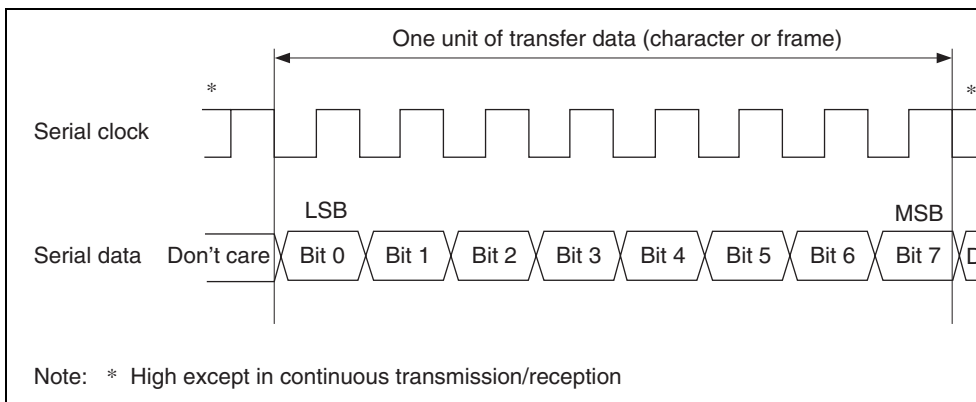 One unit of transfer data (character or frame)
* *
Serial clock
LSB MSB
Serial data Don't care Bit 0 Bit 1 Bit 2 Bit 3 Bit 4 Bit 5 Bit 6 Bit 7
Note: * High except in continuous transmission/reception